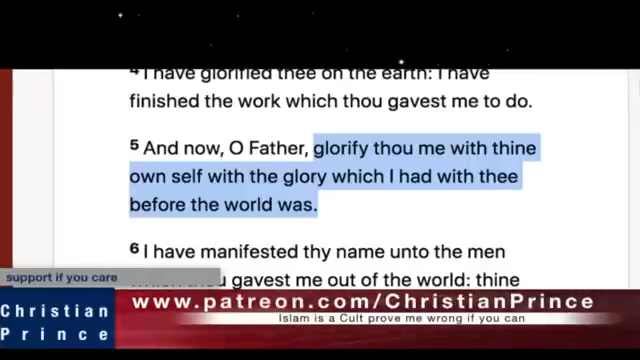 4 I have glorified thee on the earth: I have
finished the work which thou gavest me to do.
5 And now, O Father, glorify thou me with thine
own self with the glory which I had with thee
before the world was.
6 I have manifested thy name unto the men
which thou gavest me out of the world: thine
support if you care
www.patreon.com/ChristianPrince
Islam is a Cult prove me wrong if you can
Christian
Prince